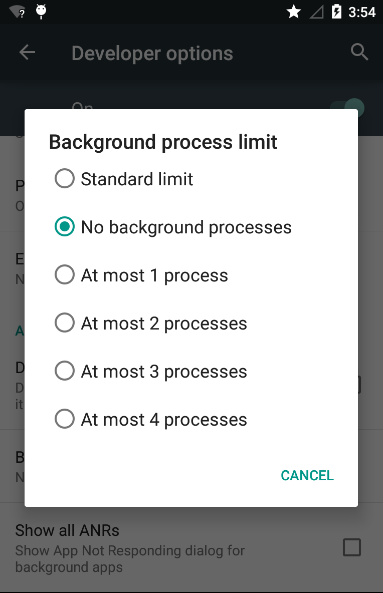 3:54
Developer options
On
Background process limit
Standard limit
No background processes
At most 1 process
At most 2 processes
At most 3 processes
At most 4 processes
CANCEL
Show all ANRs
Show App Not Responding dialog for
background apps